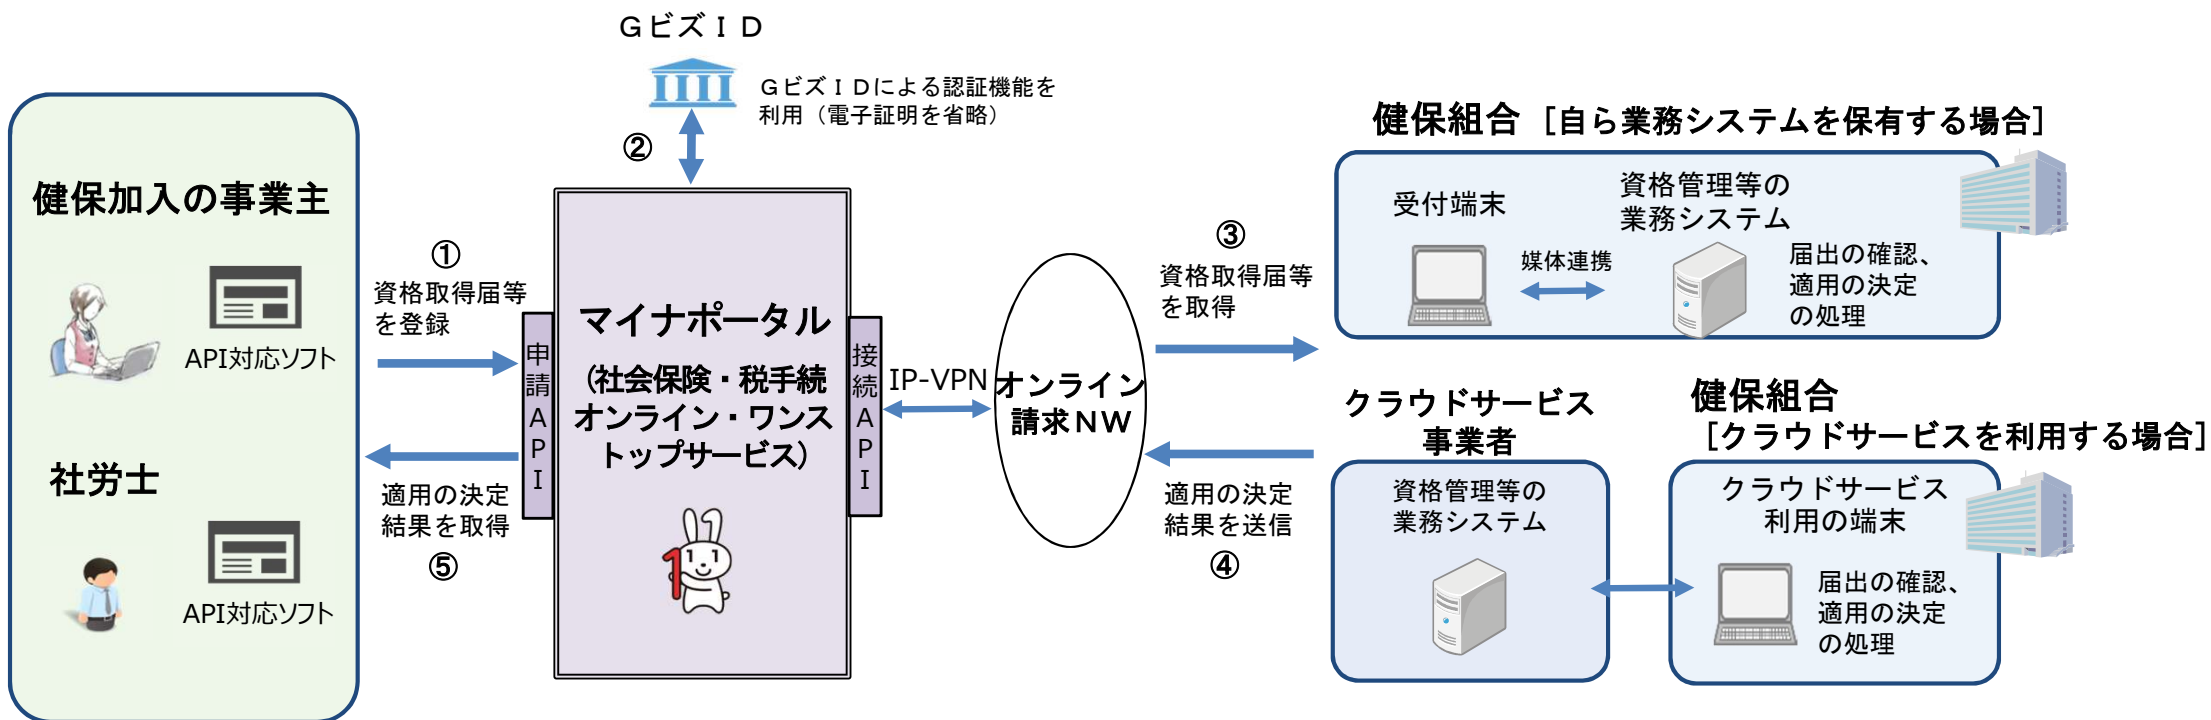 GビズID
GビズIDによる認証機能を
利用（電子証明を省略）
②
健保加入の事業主
API対応ソフト
社労士
API対応ソフト
①
資格取得届等
を登録
適用の決定
結果を取得
⑤
申請API
マイナポータル
（社会保険・税手続
オンライン・ワンス
トップサービス）
接続API
IP-VPN
オンライン
請求NW
③
資格取得届等
を取得
適用の決定
結果を送信
④
健保組合［自ら業務システムを保有する場合］
受付端末
媒体連携
資格管理等の
業務システム
届出の確認、
適用の決定
の処理
クラウドサービス
事業者
資格管理等の
業務システム
健保組合
［クラウドサービスを利用する場合］
クラウドサービス
利用の端末
届出の確認、
適用の決定
の処理